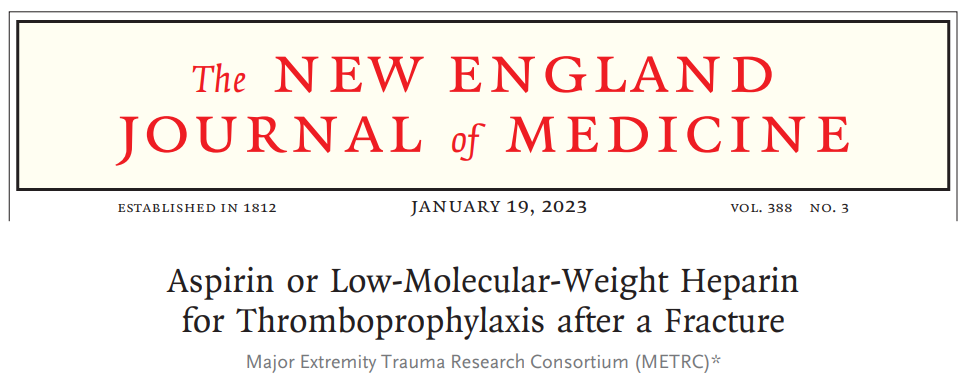 The NEW ENGLAND
JOURNAL of MEDICINE
ESTABLISHED IN 1812 JANUARY 19, 2023 VOL. 388 NO. 3
Aspirin or Low-Molecular-Weight Heparin
for Thromboprophylaxis after a Fracture
Major Extremity Trauma Research Consortium (METRC)*